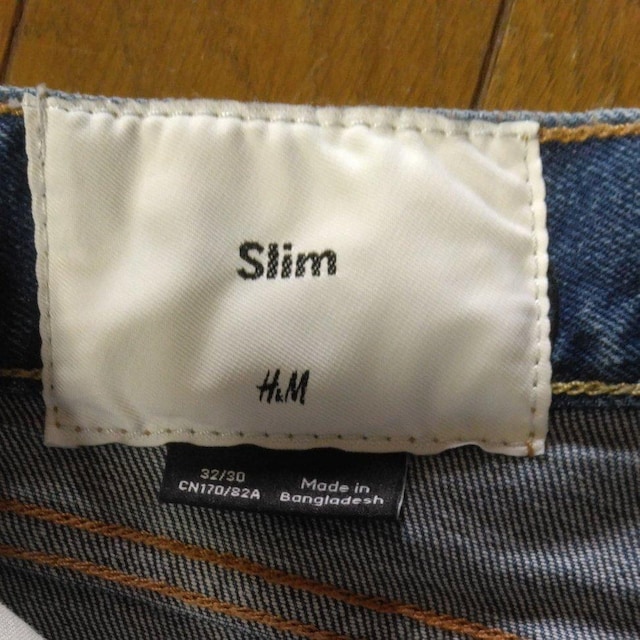 Slim
H&M
32/30
CN170/82A
Made in
Bangladesh